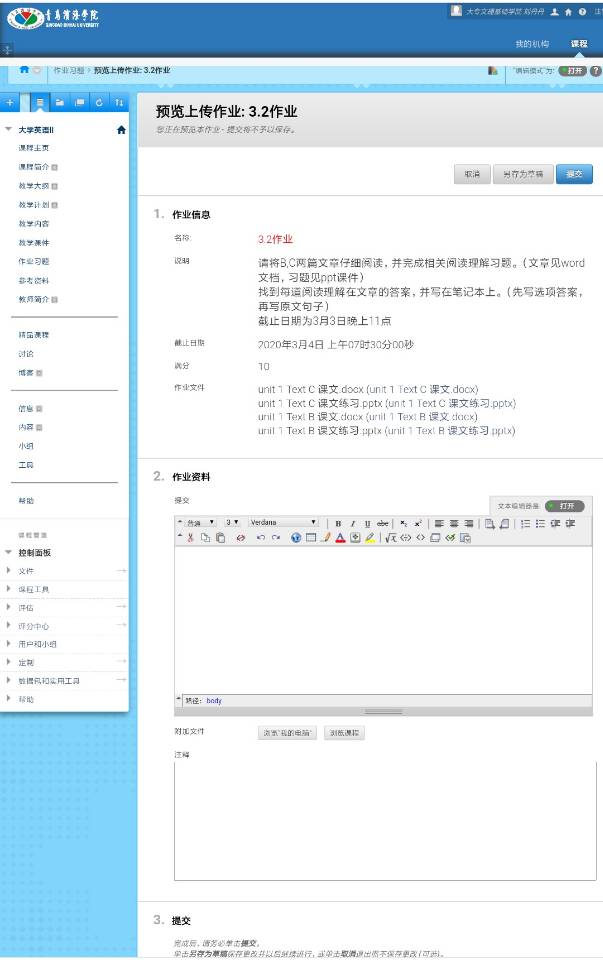 青岛滨海学院
QINGDAO BINHAI UNIVERSITY
大专文理基础学院 刘丹丹
我的机构 课程
作业习题 预览上传作业: 3.2作业
"编辑模式"为: 打开
大学英语II
课程主页
课程简介
教学大纲
教学计划
教学内容
教学课件
作业习题
参考资料
教师简介
精品课程
讨论
博客
信息
内容
小组
工具
帮助
课程管理
控制面板
文件
课程工具
评估
评分中心
用户和小组
定制
数据包和实用工具
帮助
预览上传作业: 3.2作业
您正在预览本作业 - 提交将不予以保存。
取消 另存为草稿 提交
1. 作业信息
名称: 3.2作业
说明 请将B,C两篇文章仔细阅读，并完成相关阅读理解习题。（文章见word
文档，习题见ppt课件）
找到每道阅读理解在文章的答案，并写在笔记本上。（先写选项答案，
再写原文句子）
截止日期为3月3日晚上11点
截止日期 2020年3月4日 上午07时30分00秒
满分 10
作业文件 unit 1 Text C 课文.docx (unit 1 Text C 课文.docx)
unit 1 Text C 课文练习.pptx (unit 1 Text C 课文练习.pptx)
unit 1 Text B 课文.docx (unit 1 Text B 课文.docx)
unit 1 Text B 课文练习.pptx (unit 1 Text B 课文练习.pptx)
2. 作业资料
提交 文本编辑器是: 打开
普通 3 Verdana B I U abc
路径: body
附加文件 浏览"我的电脑" 浏览课程
注释
3. 提交
完成后，请务必单击提交。
单击另存为草稿保存更改并以后继续进行，或单击取消退出而不保存更改(可选)。